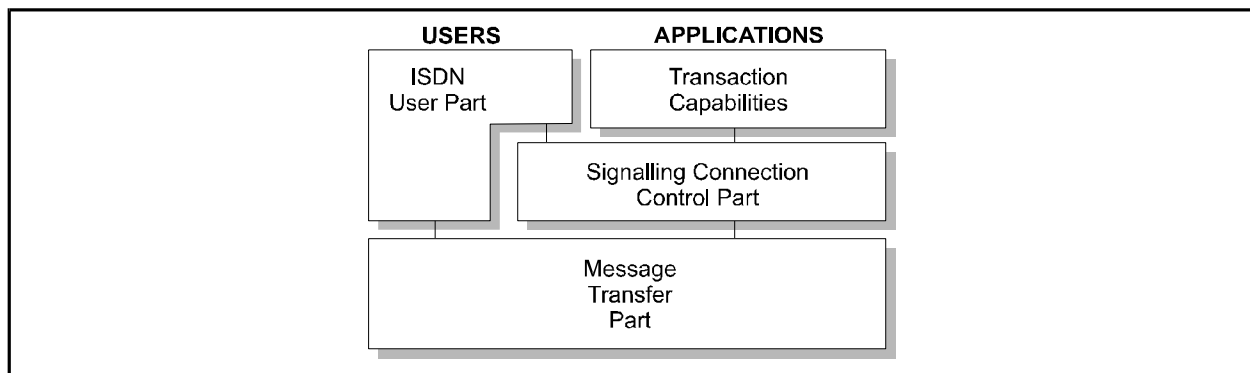 USERS
APPLICATIONS
ISDN
User Part
Transaction
Capabilities
Signalling Connection
Control Part
Message
Transfer
Part